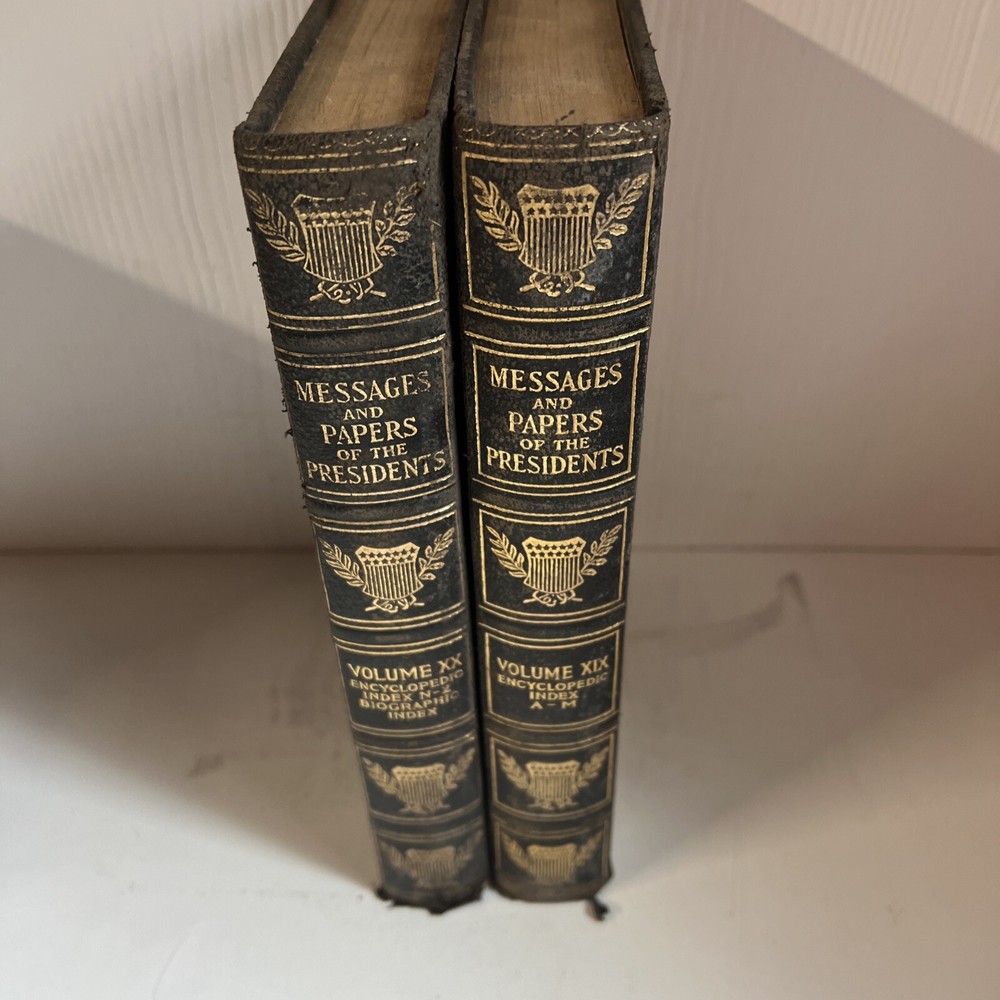 MESSAGES
AND
PAPERS
OF THE
PRESIDENTS
VOLUME XX
ENCYCLOPEDIC
INDEX N-Z
BIOGRAPHIC
INDEX
MESSAGES
AND
PAPERS
OF THE
PRESIDENTS
VOLUME XIX
ENCYCLOPEDIC
INDEX
A-M